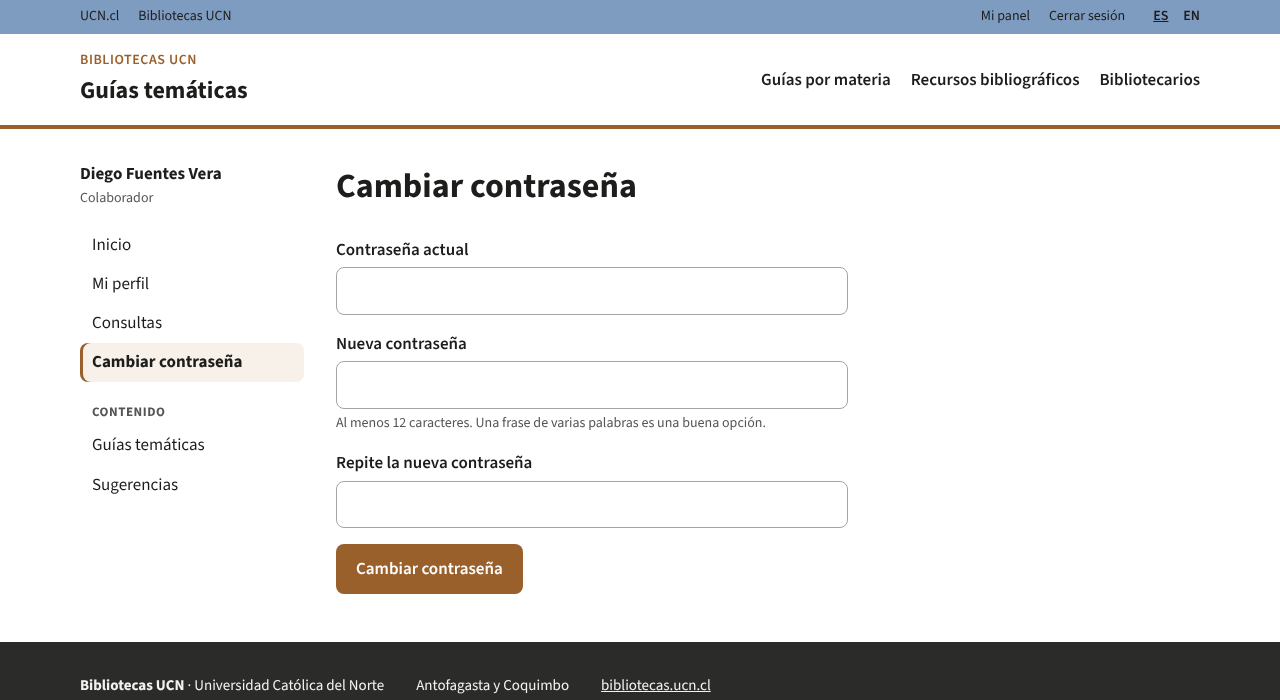 UCN.cl Bibliotecas UCN Mi panel Cerrar sesión ES EN
BIBLIOTECAS UCN
Guías temáticas
Guías por materia Recursos bibliográficos Bibliotecarios
Diego Fuentes Vera
Colaborador
Inicio
Mi perfil
Consultas
Cambiar contraseña
CONTENIDO
Guías temáticas
Sugerencias
Cambiar contraseña
Contraseña actual
Nueva contraseña
Al menos 12 caracteres. Una frase de varias palabras es una buena opción.
Repite la nueva contraseña
Cambiar contraseña
Bibliotecas UCN · Universidad Católica del Norte Antofagasta y Coquimbo bibliotecas.ucn.cl